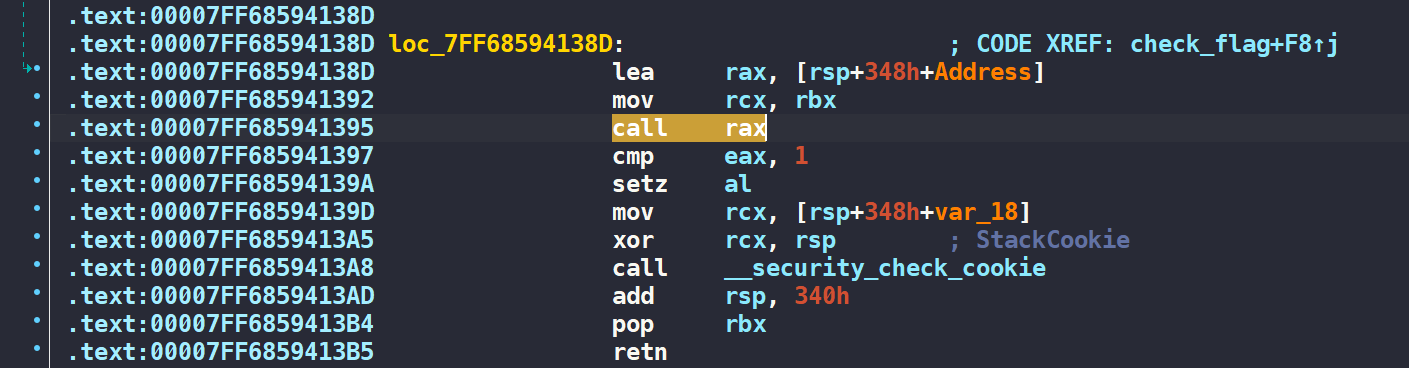 .text:00007FF68594138D
.text:00007FF68594138D loc_7FF68594138D: ; CODE XREF: check_flag+F8↑j
.text:00007FF68594138D lea rax, [rsp+348h+Address]
.text:00007FF685941392 mov rcx, rbx
.text:00007FF685941395 call rax
.text:00007FF685941397 cmp eax, 1
.text:00007FF68594139A setz al
.text:00007FF68594139D mov rcx, [rsp+348h+var_18]
.text:00007FF6859413A5 xor rcx, rsp ; StackCookie
.text:00007FF6859413A8 call __security_check_cookie
.text:00007FF6859413AD add rsp, 340h
.text:00007FF6859413B4 pop rbx
.text:00007FF6859413B5 retn